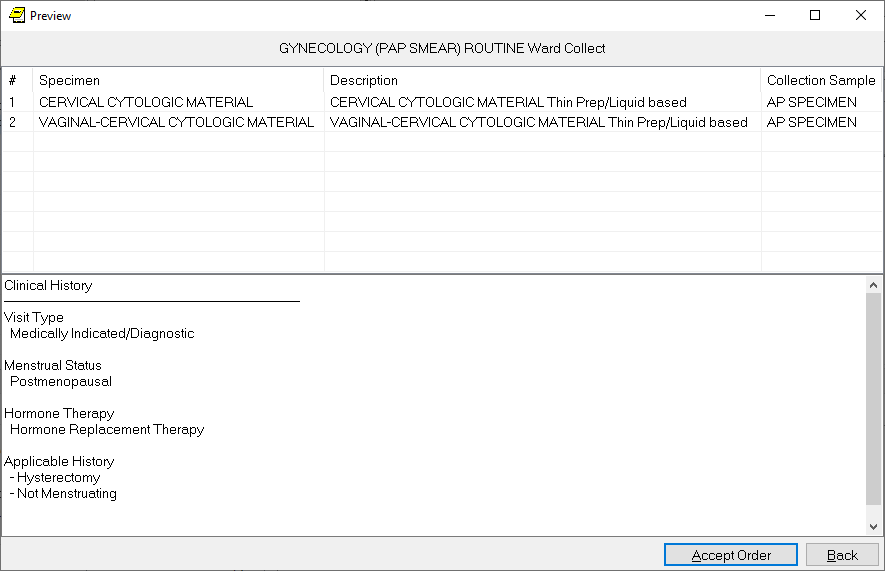 Preview
GYNECOLOGY (PAP SMEAR) ROUTINE Ward Collect
# Specimen Description Collection Sample
1 CERVICAL CYTOLOGIC MATERIAL CERVICAL CYTOLOGIC MATERIAL Thin Prep/Liquid based AP SPECIMEN
2 VAGINAL-CERVICAL CYTOLOGIC MATERIAL VAGINAL-CERVICAL CYTOLOGIC MATERIAL Thin Prep/Liquid based AP SPECIMEN
Clinical History
Visit Type
Medically Indicated/Diagnostic
Menstrual Status
Postmenopausal
Hormone Therapy
Hormone Replacement Therapy
Applicable History
- Hysterectomy
- Not Menstruating
Accept Order Back